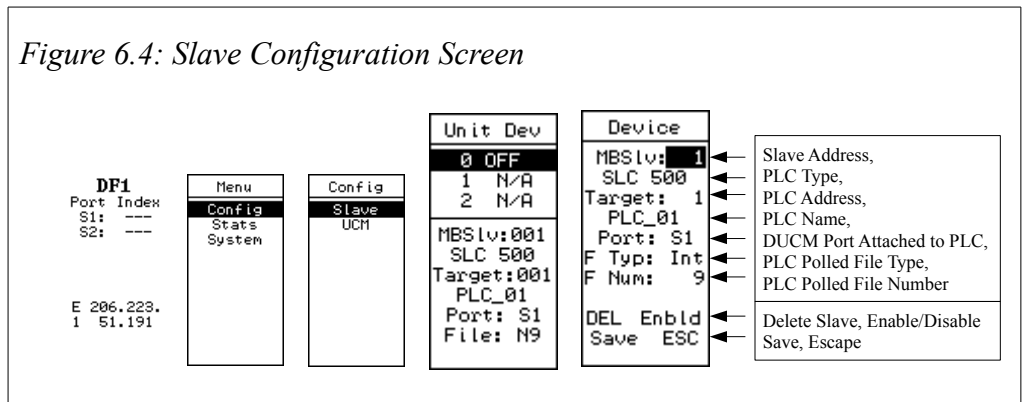 Figure 6.4: Slave Configuration Screen
DF1
Port Index
S1: ---
S2: ---
E 206.223.
1 51.191
Menu
Config
Stats
System
Config
Slave
UCM
Unit Dev
0 OFF
1 N/A
2 N/A
MBSlv:001
SLC 500
Target:001
PLC_01
Port: S1
File: N9
Device
MBSlv: 1
SLC 500
Target: 1
PLC_01
Port: S1
F Typ: Int
F Num: 9
DEL Enbld
Save ESC
Slave Address,
PLC Type,
PLC Address,
PLC Name,
DUCM Port Attached to PLC,
PLC Polled File Type,
PLC Polled File Number
Delete Slave, Enable/Disable
Save, Escape